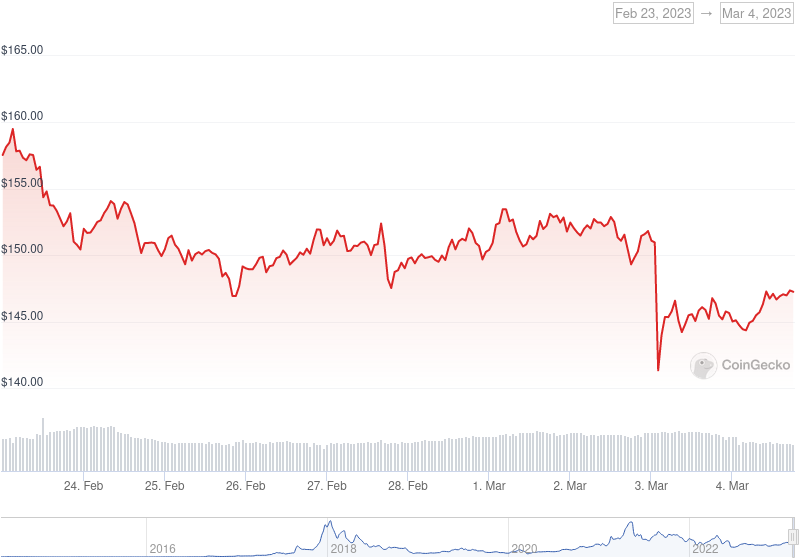 Feb 23, 2023 → Mar 4, 2023
$165.00
$160.00
$155.00
$150.00
$145.00
$140.00
CoinGecko
24. Feb 25. Feb 26. Feb 27. Feb 28. Feb 1. Mar 2. Mar 3. Mar 4. Mar
2016 2018 2020 2022